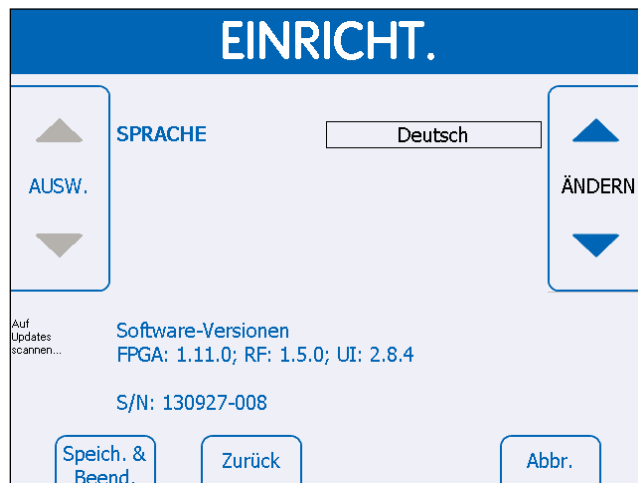 EINRICHT.
SPRACHE
Deutsch
AUSW.
ÄNDERN
Auf
Updates
scannen...
Software-Versionen
FPGA: 1.11.0; RF: 1.5.0; UI: 2.8.4
S/N: 130927-008
Speich. &
Beend.
Zurück
Abbr.